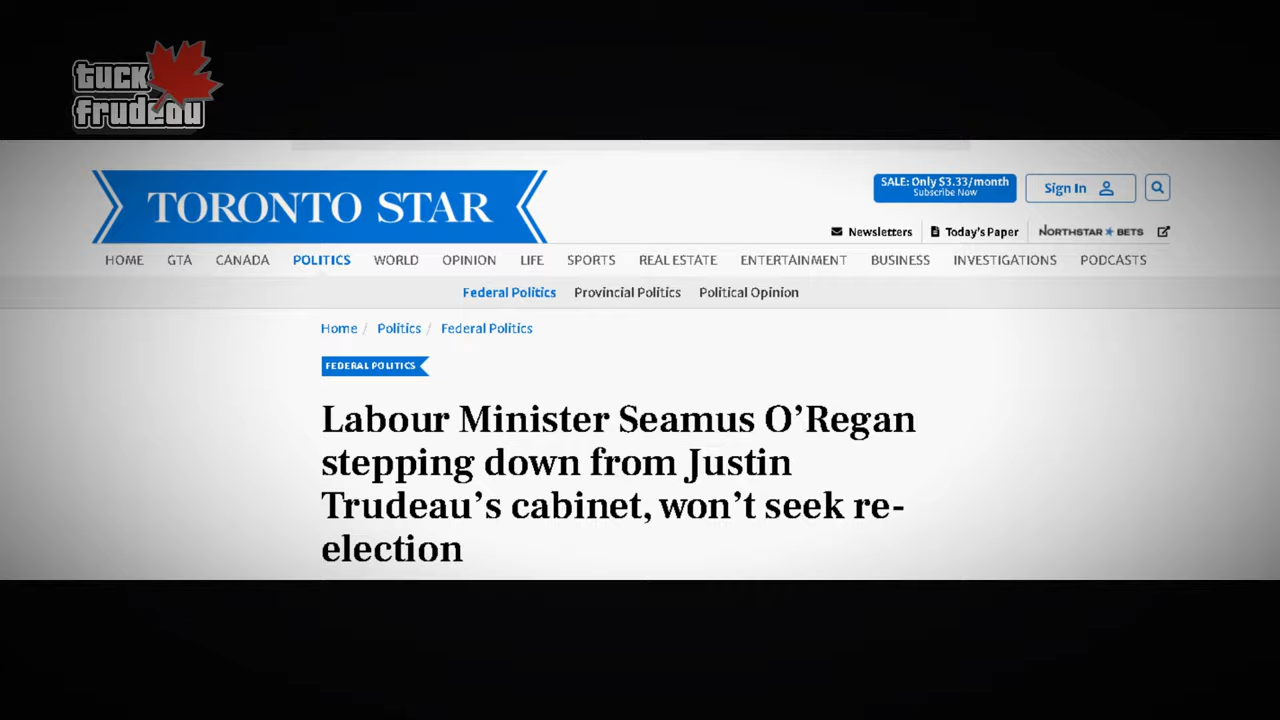 tuck
frudeau
TORONTO STAR
SALE: Only $3.33/month
Subscribe Now
Sign In
Newsletters
Today's Paper
NORTHSTAR BETS
HOME GTA CANADA POLITICS WORLD OPINION LIFE SPORTS REAL ESTATE ENTERTAINMENT BUSINESS INVESTIGATIONS PODCASTS
Federal Politics Provincial Politics Political Opinion
Home / Politics / Federal Politics
FEDERAL POLITICS
Labour Minister Seamus O’Regan
stepping down from Justin
Trudeau’s cabinet, won’t seek re-
election